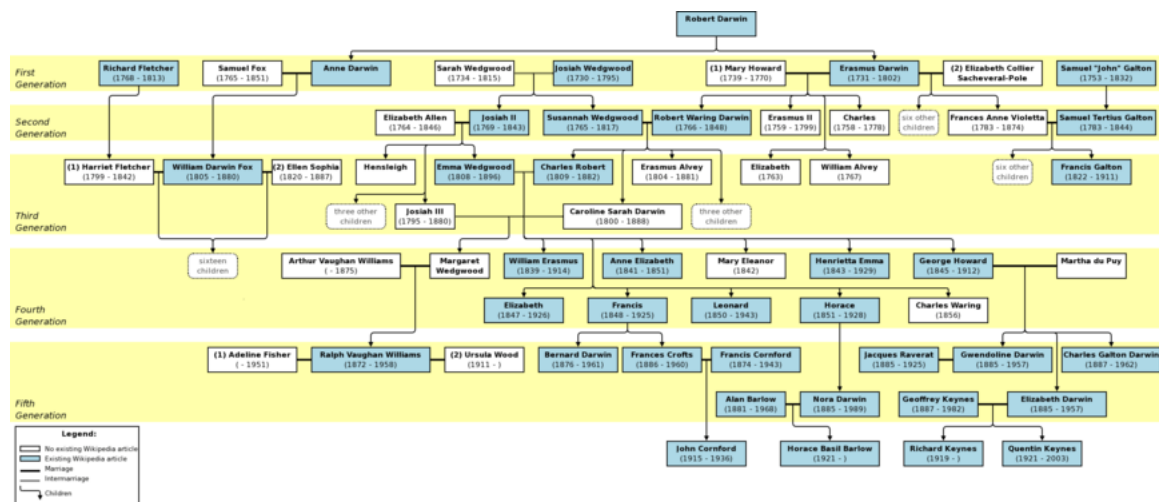 Robert Darwin
First
Generation
Richard Fletcher
(1768 - 1813)
Samuel Fox
(1765 - 1851)
Anne Darwin
Sarah Wedgwood
(1734 - 1815)
Josiah Wedgwood
(1730 - 1795)
(1) Mary Howard
(1739 - 1770)
Erasmus Darwin
(1731 - 1802)
(2) Elizabeth Collier
Sacheveral-Pole
Samuel "John" Galton
(1753 - 1832)
Second
Generation
Elizabeth Allen
(1764 - 1846)
Josiah II
(1769 - 1843)
Susannah Wedgwood
(1765 - 1817)
Robert Waring Darwin
(1766 - 1848)
Erasmus II
(1759 - 1799)
Charles
(1758 - 1778)
six other
children
Frances Anne Violetta
(1783 - 1874)
Samuel Tertius Galton
(1783 - 1844)
(1) Harriet Fletcher
(1799 - 1842)
William Darwin Fox
(1805 - 1880)
(2) Ellen Sophia
(1820 - 1887)
Hensleigh
Emma Wedgwood
(1808 - 1896)
Charles Robert
(1809 - 1882)
Erasmus Alvey
(1804 - 1881)
Elizabeth
(1763)
William Alvey
(1767)
six other
children
Francis Galton
(1822 - 1911)
Third
Generation
three other
children
Josiah III
(1795 - 1880)
Caroline Sarah Darwin
(1800 - 1888)
three other
children
sixteen
children
Arthur Vaughan Williams
( - 1875)
Margaret
Wedgwood
William Erasmus
(1839 - 1914)
Anne Elizabeth
(1841 - 1851)
Mary Eleanor
(1842)
Henrietta Emma
(1843 - 1929)
George Howard
(1845 - 1912)
Martha du Puy
Fourth
Generation
Elizabeth
(1847 - 1926)
Francis
(1848 - 1925)
Leonard
(1850 - 1943)
Horace
(1851 - 1928)
Charles Waring
(1856)
(1) Adeline Fisher
( - 1951)
Ralph Vaughan Williams
(1872 - 1958)
(2) Ursula Wood
(1911 - )
Bernard Darwin
(1876 - 1961)
Frances Crofts
(1886 - 1960)
Francis Cornford
(1874 - 1943)
Jacques Raverat
(1885 - 1925)
Gwendoline Darwin
(1885 - 1957)
Charles Galton Darwin
(1887 - 1962)
Fifth
Generation
Alan Barlow
(1881 - 1968)
Nora Darwin
(1885 - 1989)
Geoffrey Keynes
(1887 - 1982)
Elizabeth Darwin
(1885 - 1957)
John Cornford
(1915 - 1936)
Horace Basil Barlow
(1921 - )
Richard Keynes
(1919 - )
Quentin Keynes
(1921 - 2003)
Legend:
No existing Wikipedia article
Existing Wikipedia article
Marriage
Intermarriage
Children